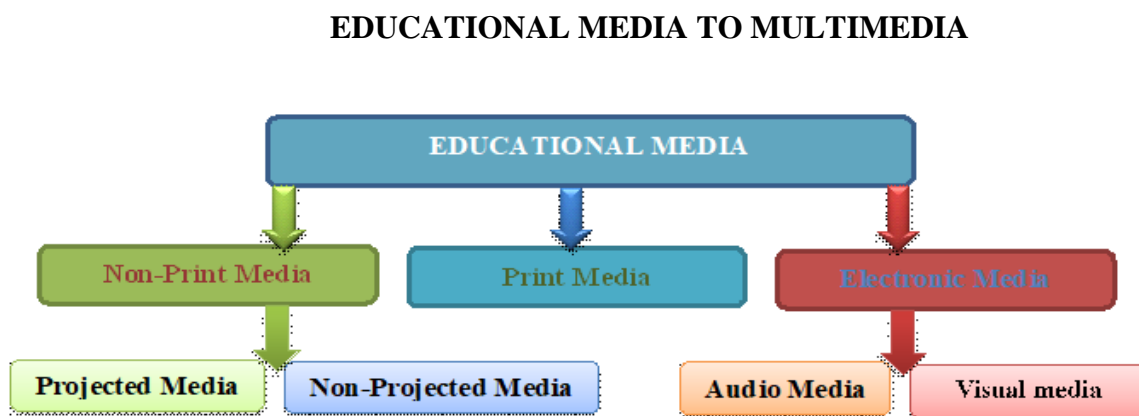 EDUCATIONAL MEDIA TO MULTIMEDIA
EDUCATIONAL MEDIA
Non-Print Media
Print Media
Electronic Media
Projected Media
Non-Projected Media
Audio Media
Visual media